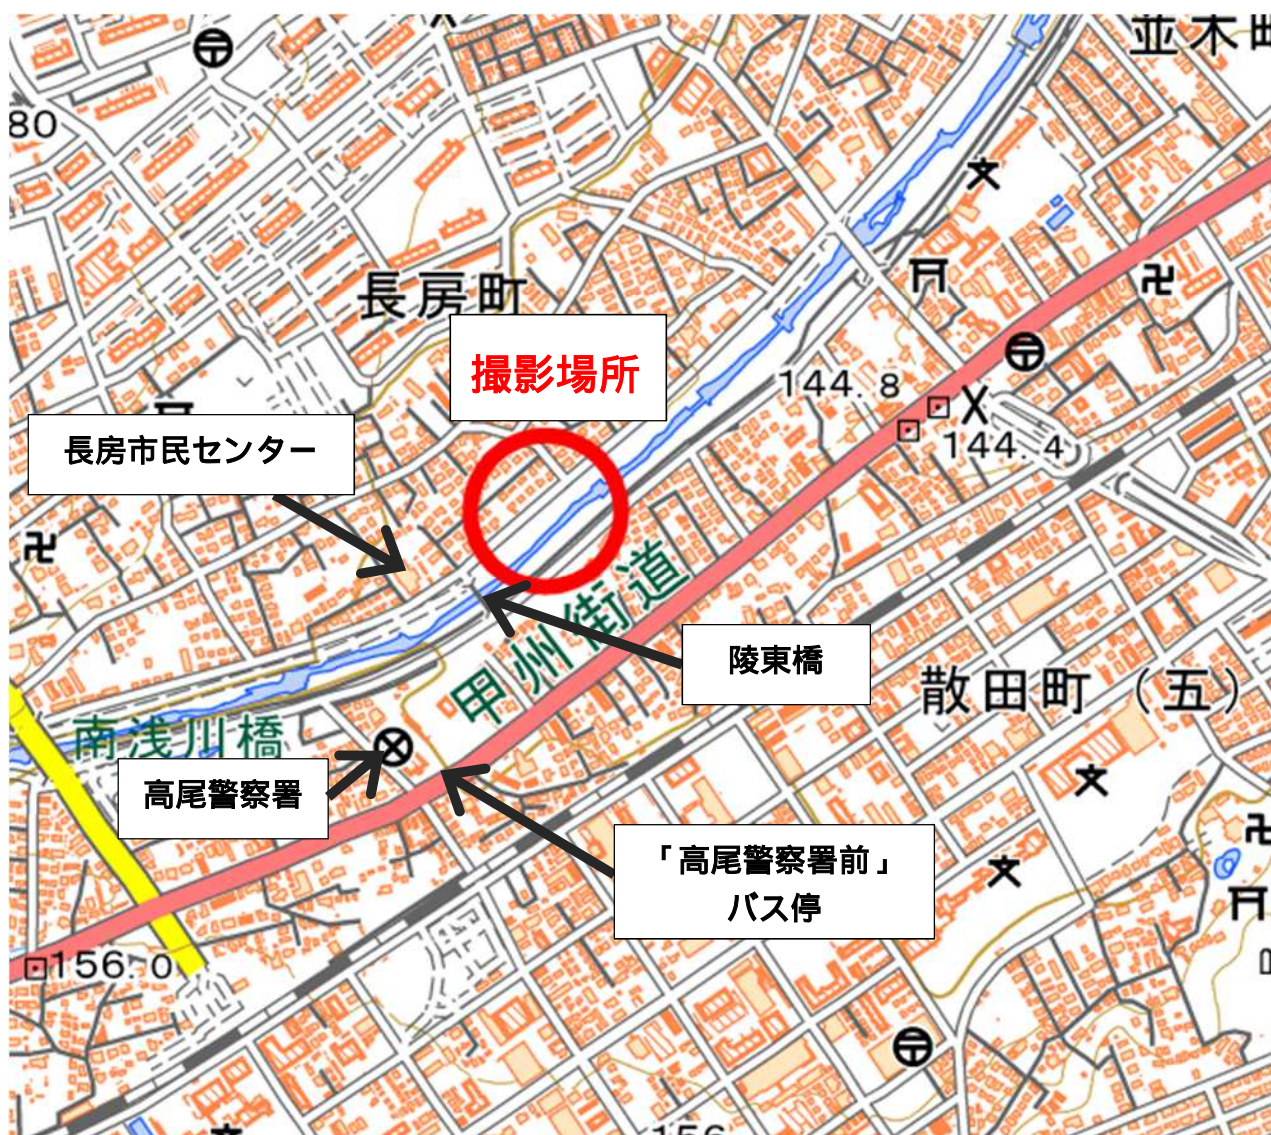 並木町
80
長房町
撮影場所
144.8
長房市民センター
144.4
甲州街道
陵東橋
散田町(五)
南浅川橋
高尾警察署
「高尾警察署前」
バス停
156.0
156